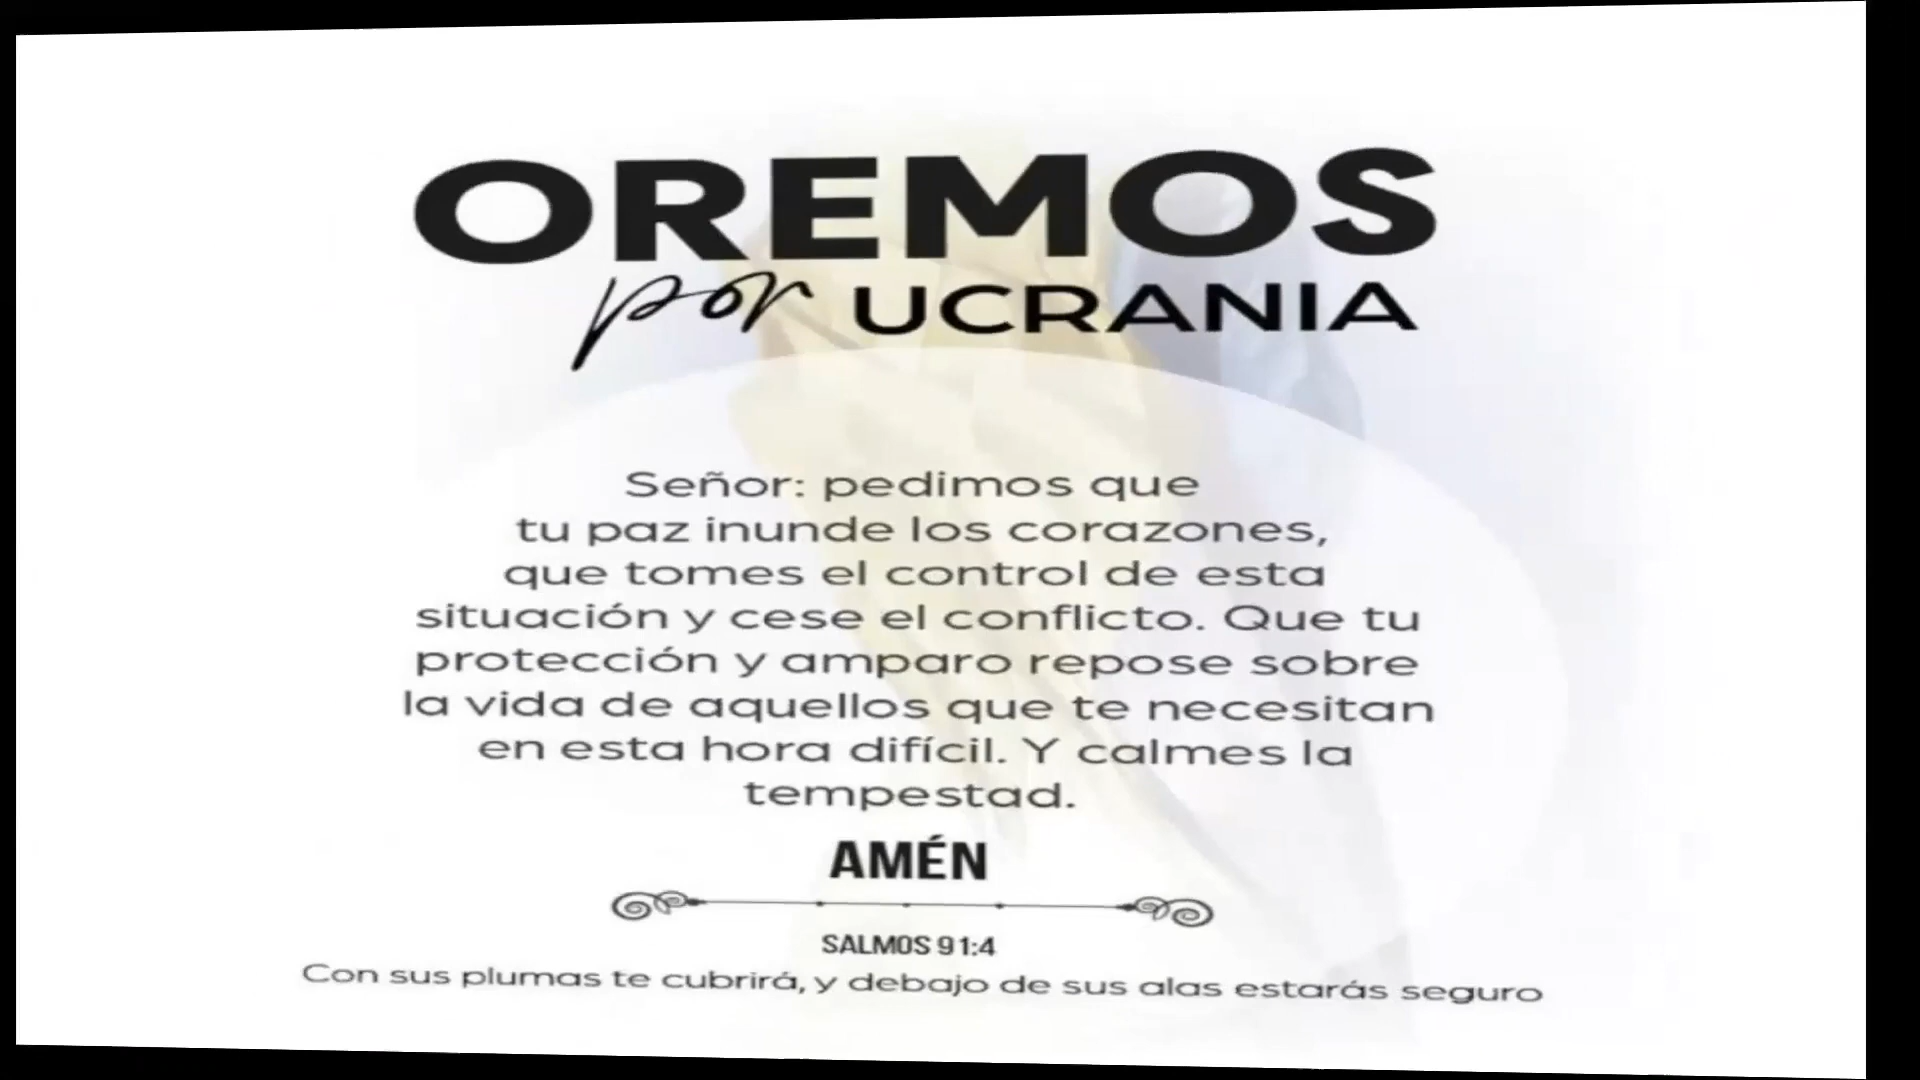 OREMOS
por UCRANIA
Señor: pedimos que
tu paz inunde los corazones,
que tomes el control de esta
situación y cese el conflicto. Que tu
protección y amparo repose sobre
la vida de aquellos que te necesitan
en esta hora difícil. Y calmes la
tempestad.
AMÉN
SALMOS 91:4
Con sus plumas te cubrirá, y debajo de sus alas estarás seguro